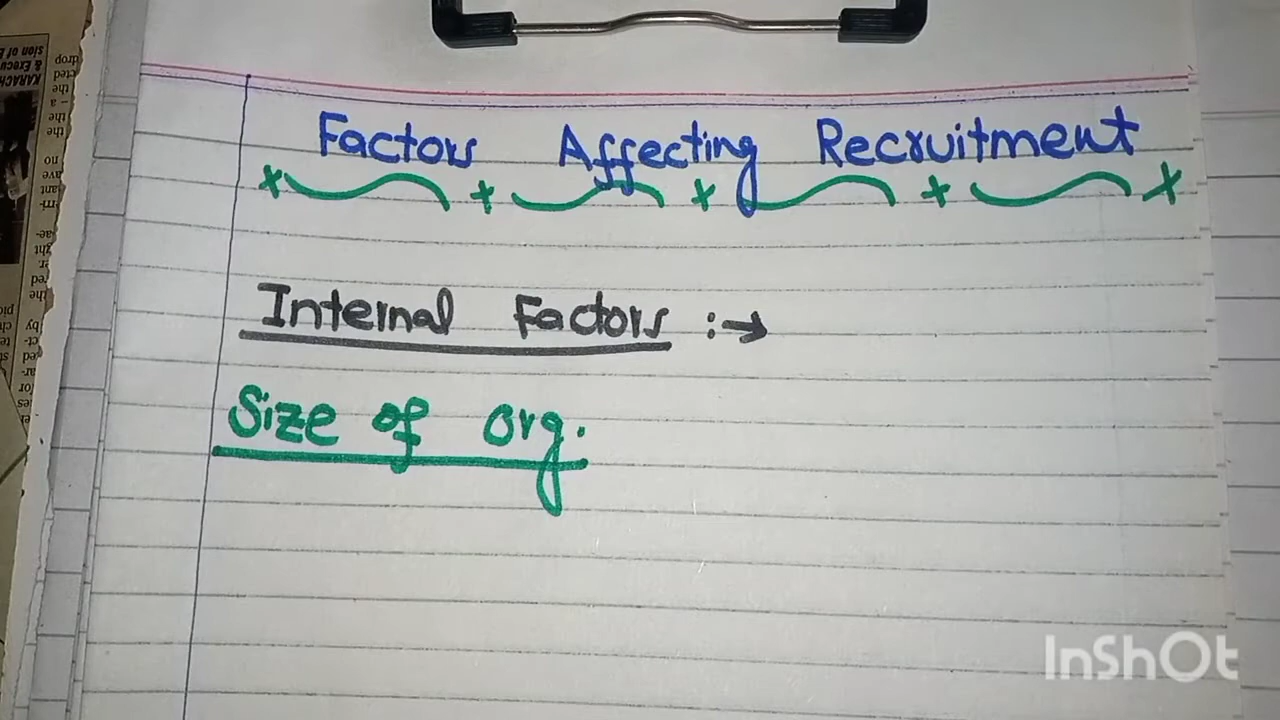 Factors Affecting Recruitment
Internal Factors :→
Size of org.
InShOt